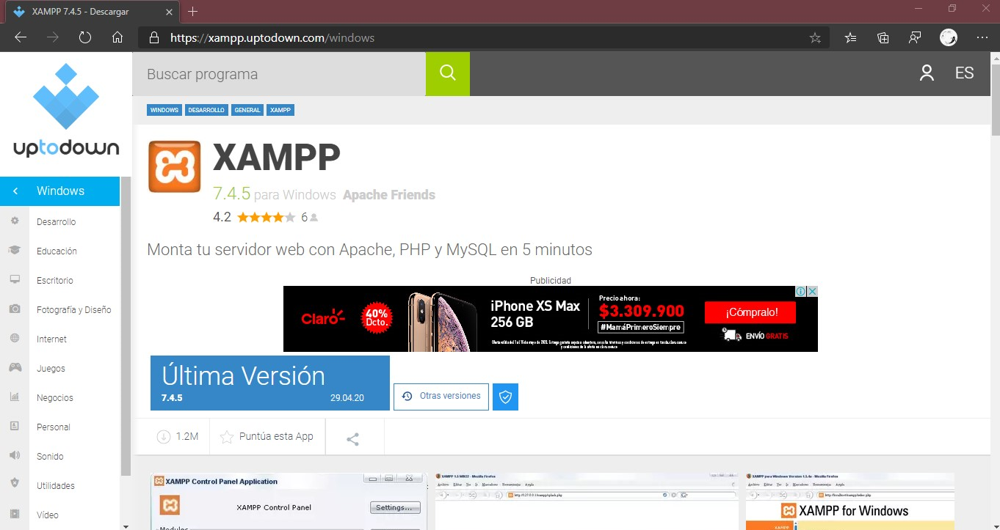 XAMPP 7.4.5 - Descargar
https://xampp.uptodown.com/windows
uptodown
Buscar programa
ES
WINDOWS DESARROLLO GENERAL XAMPP
XAMPP
7.4.5 para Windows Apache Friends
4.2 6
Monta tu servidor web con Apache, PHP y MySQL en 5 minutos
Windows
Desarrollo
Educación
Escritorio
Fotografía y Diseño
Internet
Juegos
Negocios
Personal
Sonido
Utilidades
Vídeo
Publicidad
Claro
40%
Dcto.
iPhone XS Max
256 GB
Precio ahora:
$3.309.900
#MamáPrimeroSiempre
¡Cómpralo!
ENVÍO GRATIS
Última Versión
7.4.5 29.04.20
Otras versiones
1.2M
Puntúa esta App
XAMPP Control Panel Application
XAMPP Control Panel
Settings...
Modules
XAMPP for Windows
XAMPP